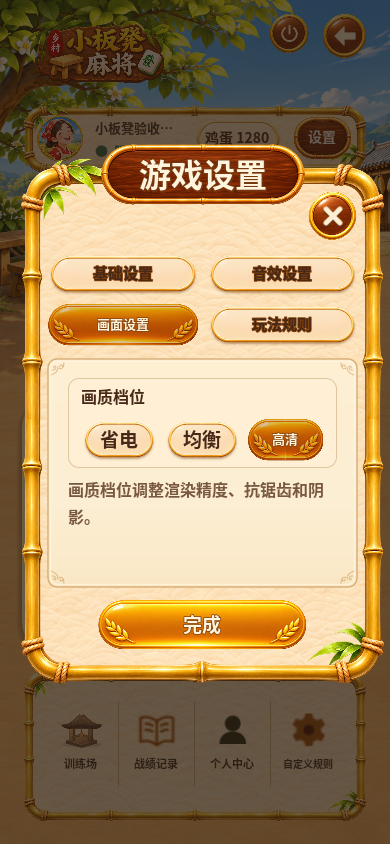 乡村
小板凳
麻将
發
小板凳验收…
鸡蛋 1280
设置
游戏设置
基础设置
音效设置
画面设置
玩法规则
画质档位
省电
均衡
高清
画质档位调整渲染精度、抗锯齿和阴
影。
完成
训练场
战绩记录
个人中心
自定义规则